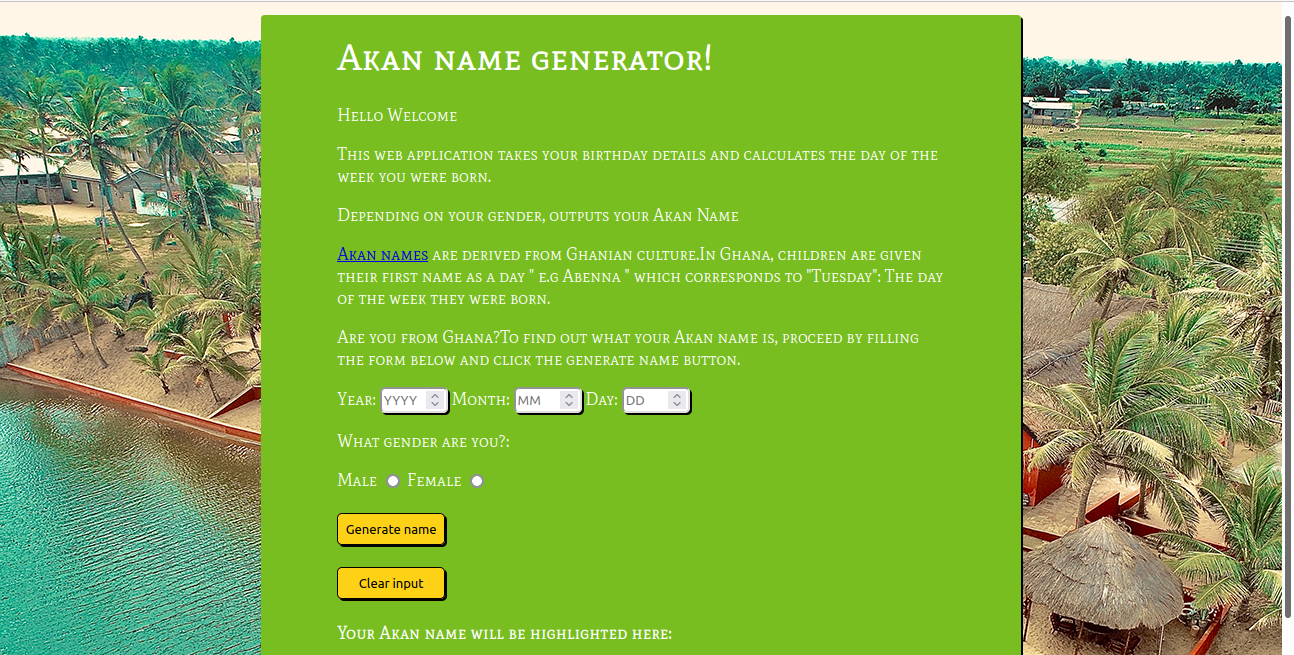 Akan name generator!
Hello Welcome
This web application takes your birthday details and calculates the day of the
week you were born.
Depending on your gender, outputs your Akan Name
Akan names are derived from Ghanian culture.In Ghana, children are given
their first name as a day " e.g Abenna " which corresponds to "Tuesday": The day
of the week they were born.
Are you from Ghana?To find out what your Akan name is, proceed by filling
the form below and click the generate name button.
Year: YYYY Month: MM Day: DD
What gender are you?:
Male Female
Generate name
Clear input
Your Akan name will be highlighted here: